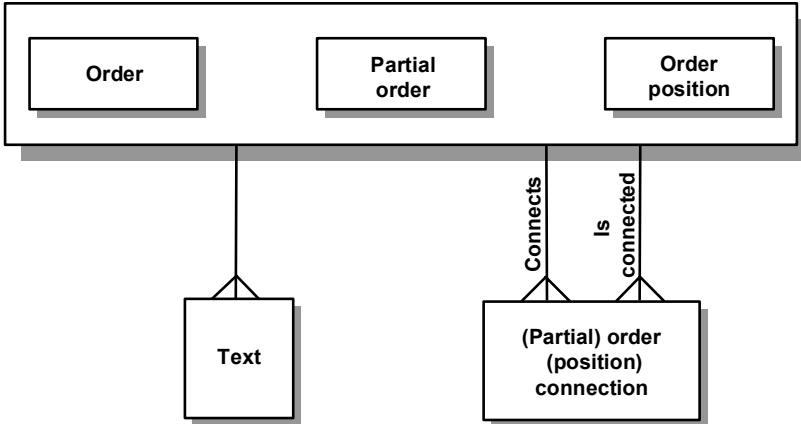 Order
Partial
order
Order
position
Connects
Is
connected
Text
(Partial) order
(position)
connection